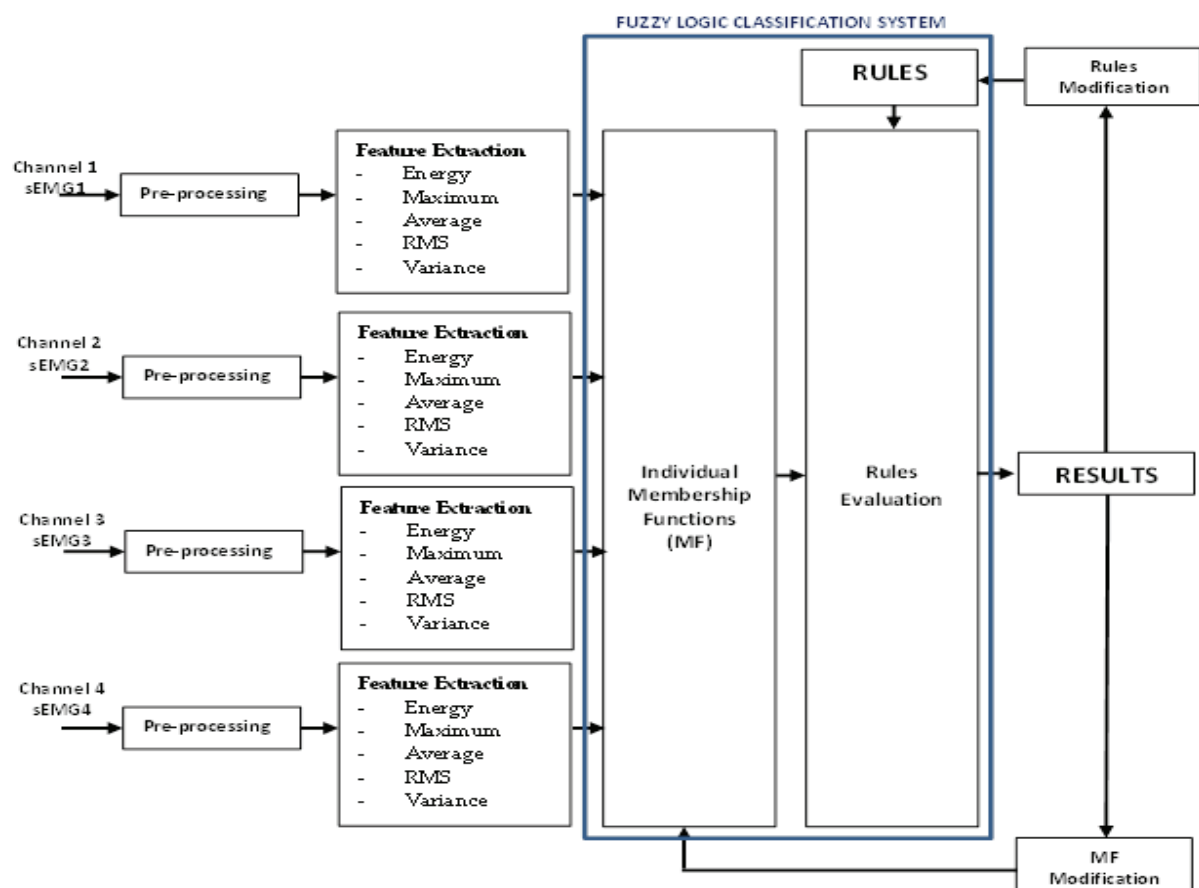 FUZZY LOGIC CLASSIFICATION SYSTEM
RULES
Rules
Modification
Channel 1
sEMG1
Pre-processing
Feature Extraction
- Energy
- Maximum
- Average
- RMS
- Variance
Channel 2
sEMG2
Pre-processing
Feature Extraction
- Energy
- Maximum
- Average
- RMS
- Variance
Channel 3
sEMG3
Pre-processing
Feature Extraction
- Energy
- Maximum
- Average
- RMS
- Variance
Channel 4
sEMG4
Pre-processing
Feature Extraction
- Energy
- Maximum
- Average
- RMS
- Variance
Individual
Membership
Functions
(MF)
Rules
Evaluation
RESULTS
MF
Modification